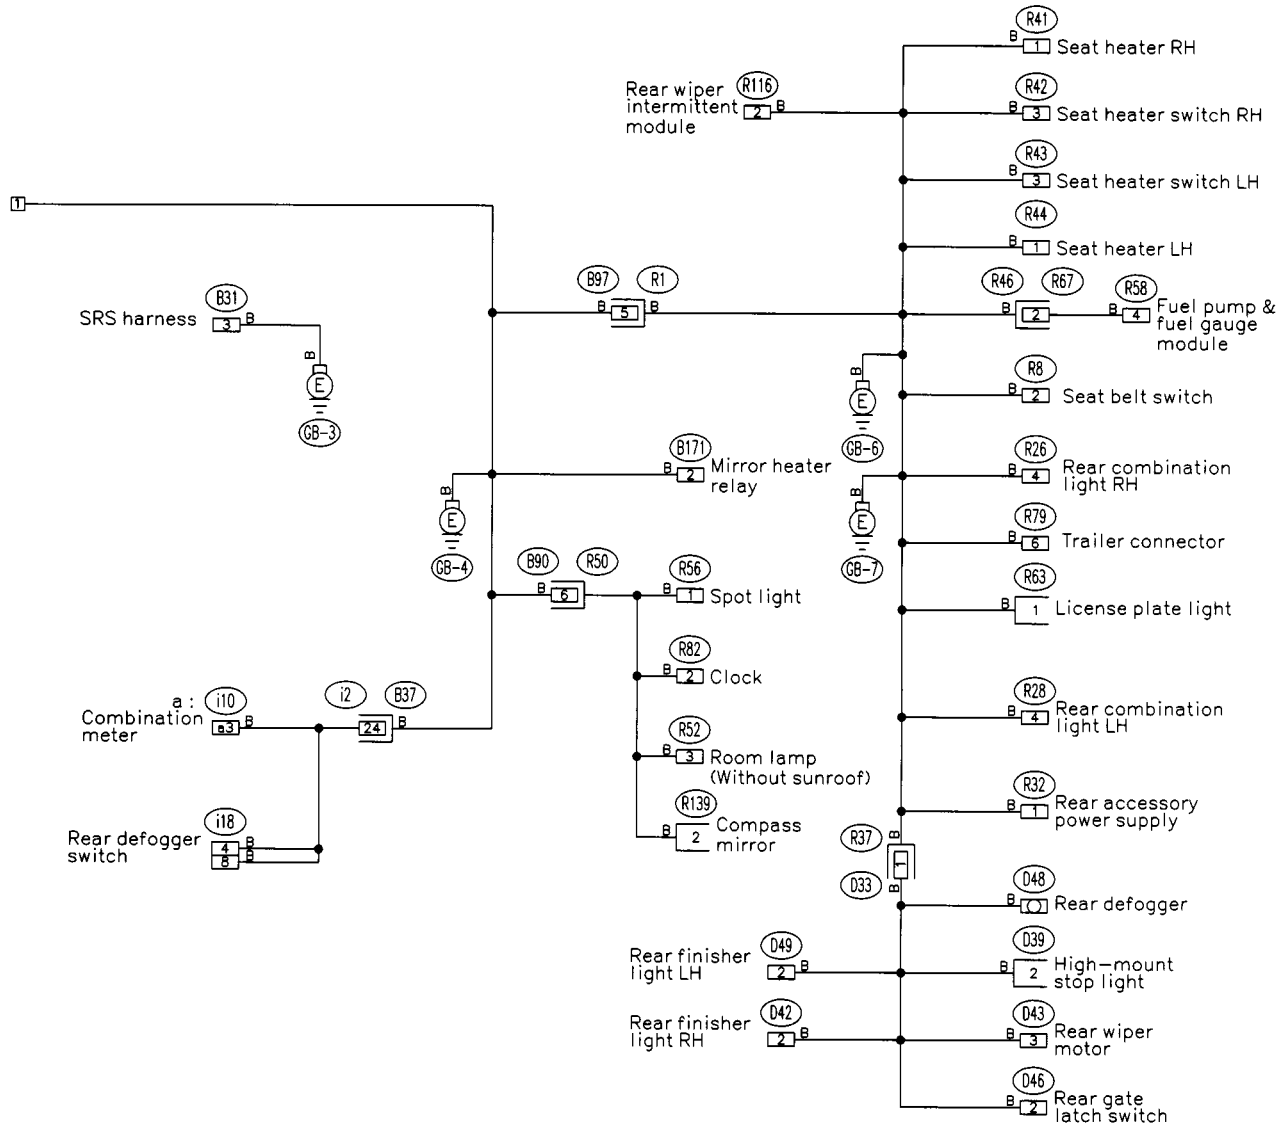 R41
B
1 Seat heater RH
Rear wiper
intermittent
module
R116
2 B
R42
B
3 Seat heater switch RH
R43
B
3 Seat heater switch LH
1
R44
B
1 Seat heater LH
B97 R1
B 5 B
R46 R67
B 2 B
R58
4
Fuel pump &
fuel gauge
module
SRS harness
B31
3 B
B
E
GB-3
B
E
GB-6
R8
B
2 Seat belt switch
B171
B
2
Mirror heater
relay
B
E
GB-4
R26
B
4
Rear combination
light RH
B
E
GB-7
R79
B
6 Trailer connector
B90 R50
B 6 B
R56
B
1 Spot light
R63
B
1 License plate light
R82
B
2 Clock
a :
Combination
meter
i10
a3 B
i2 B37
24 B
R28
B
4
Rear combination
light LH
R52
B
3
Room lamp
(Without sunroof)
R139
B
2
Compass
mirror
R32
B
1
Rear accessory
power supply
Rear defogger
switch
i18
4 B
8 B
R37
B
1
D33
B
D48
B
Rear defogger
Rear finisher
light LH
D49
2 B
D39
B
2
High-mount
stop light
Rear finisher
light RH
D42
2 B
D43
B
3
Rear wiper
motor
D46
B
2
Rear gate
latch switch